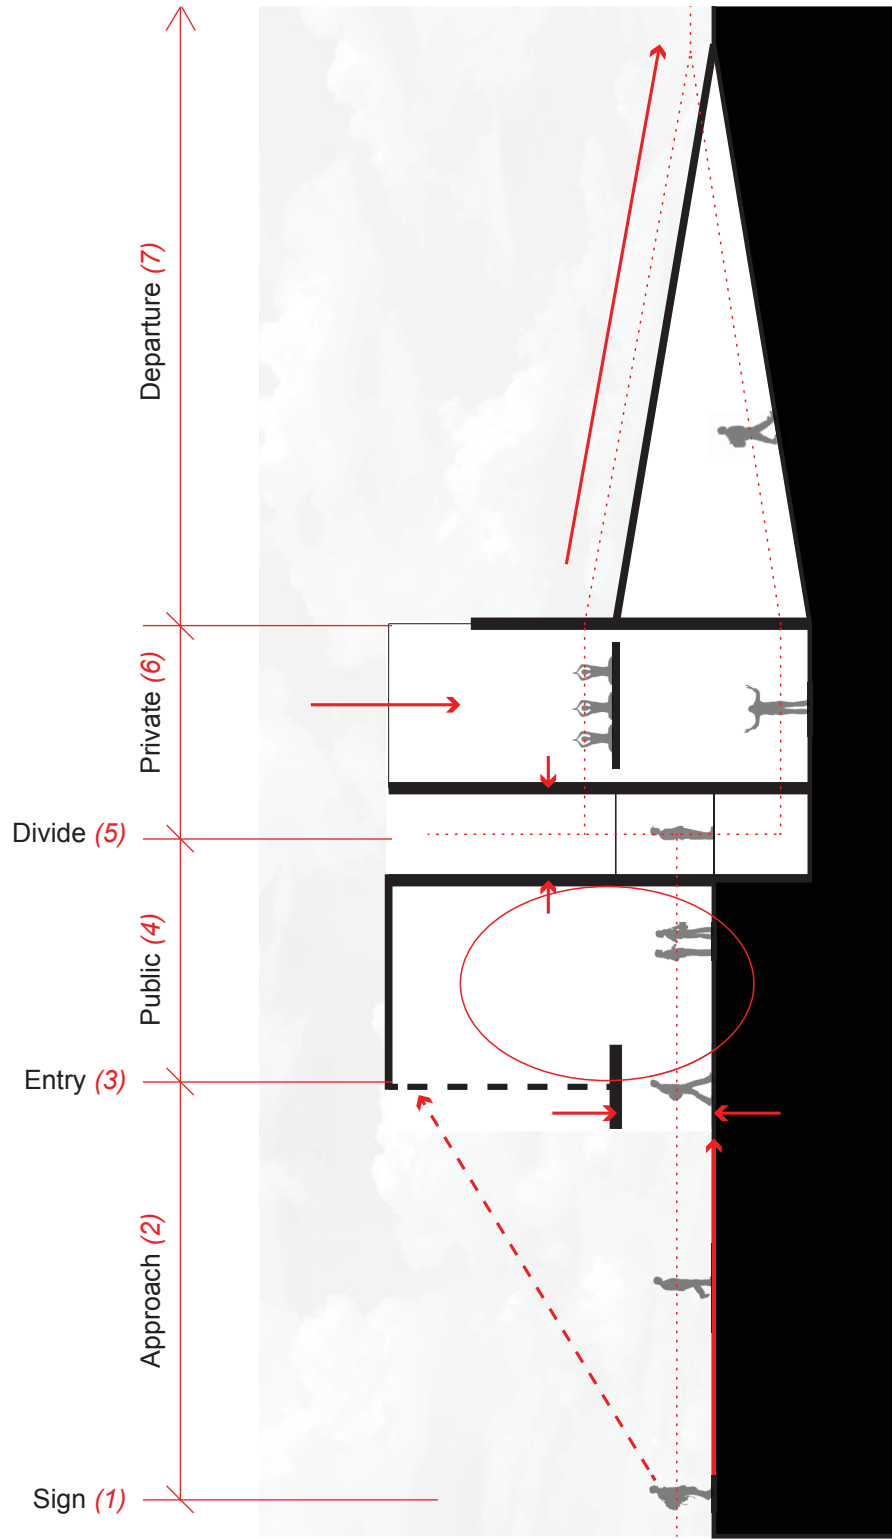 Departure (7)
Private (6)
Divide (5)
Public (4)
Entry (3)
Approach (2)
Sign (1)